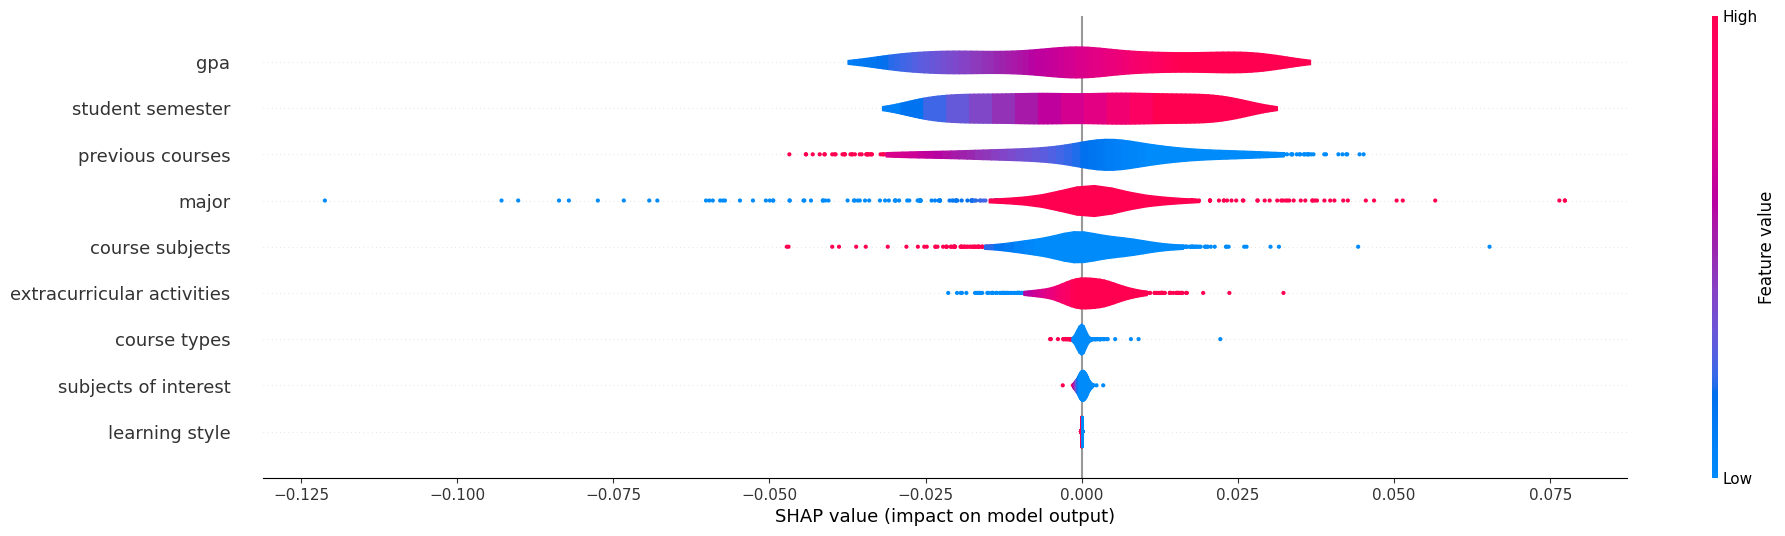 High
gpa
student semester
previous courses
major
course subjects
extracurricular activities
course types
subjects of interest
learning style
Feature value
Low
−0.125 −0.100 −0.075 −0.050 −0.025 0.000 0.025 0.050 0.075
SHAP value (impact on model output)